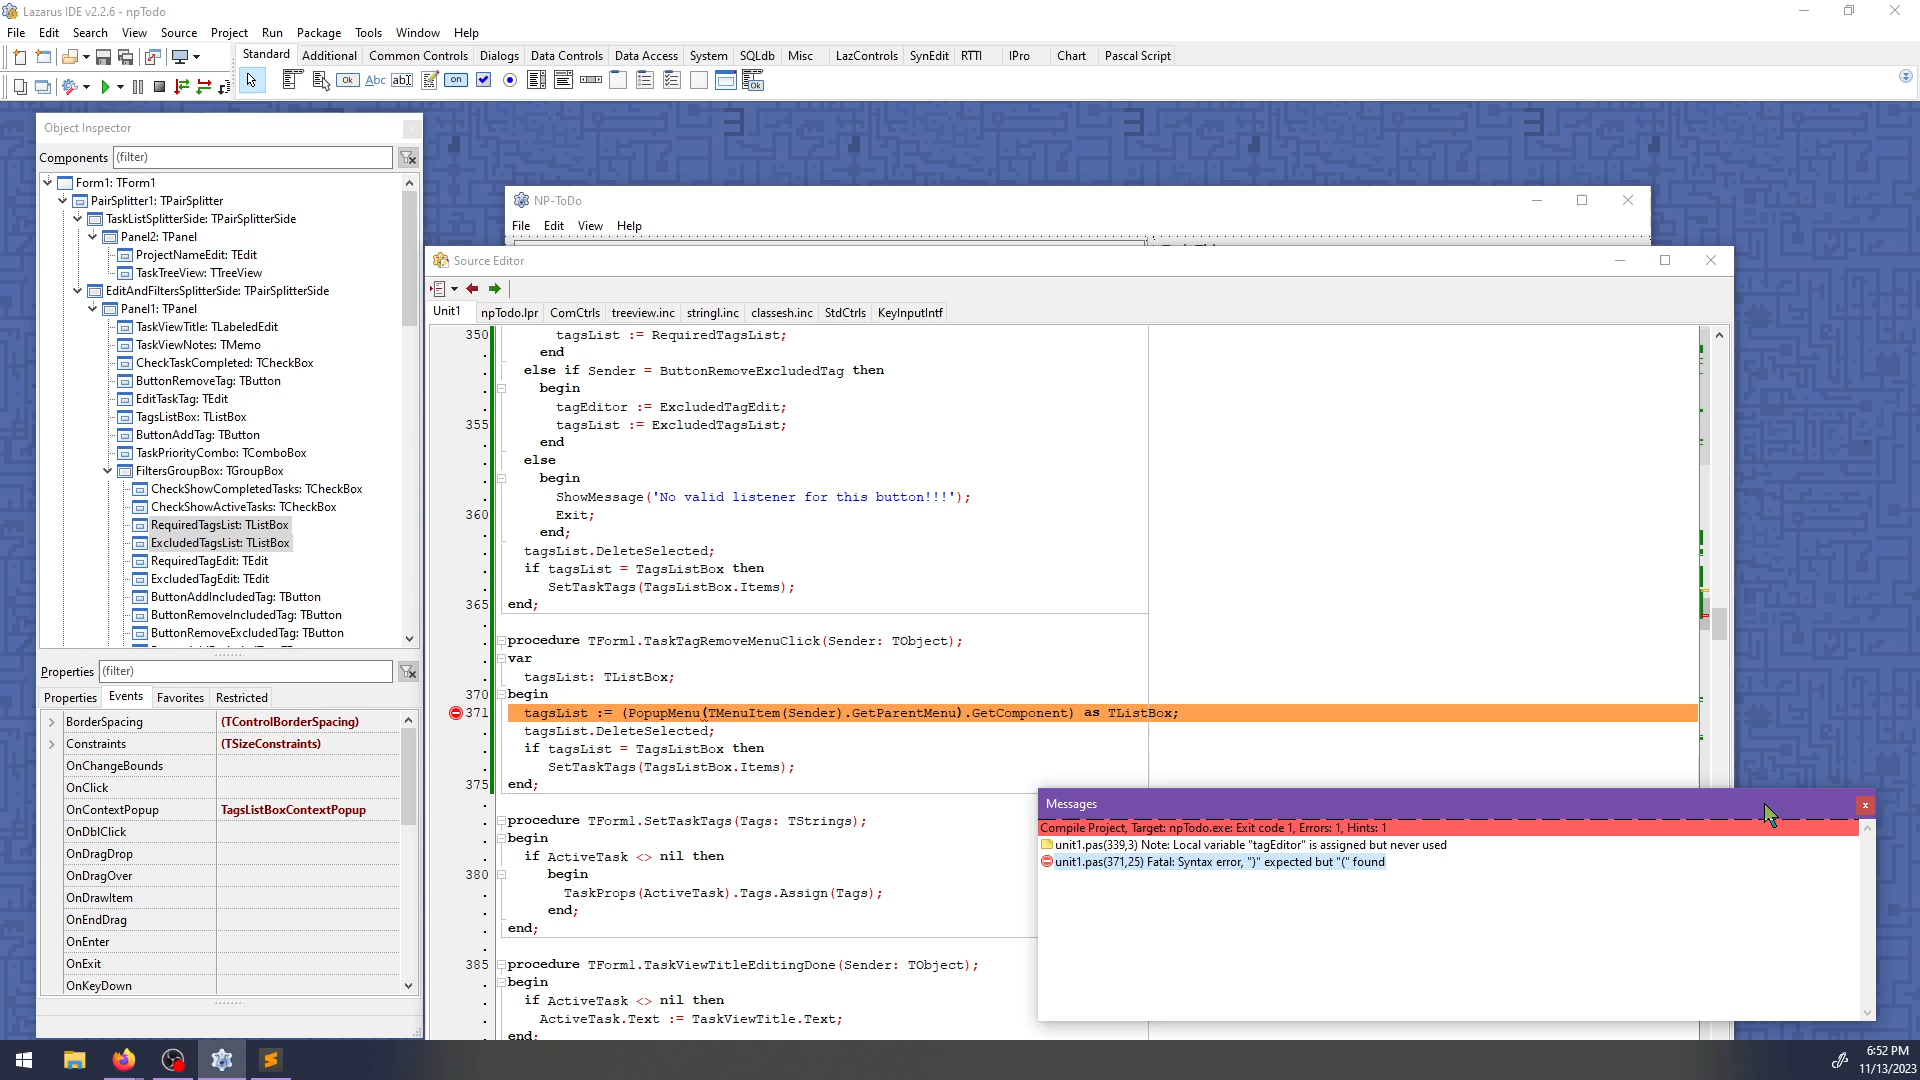 Lazarus IDE v2.2.6 - npTodo
File Edit Search View Source Project Run Package Tools Window Help
Standard Additional Common Controls Dialogs Data Controls Data Access System SQLdb Misc LazControls SynEdit RTTI IPro Chart Pascal Script
Ok Abc abI on Ok
Object Inspector
Components (filter)
Form1: TForm1
PairSplitter1: TPairSplitter
TaskListSplitterSide: TPairSplitterSide
Panel2: TPanel
ProjectNameEdit: TEdit
TaskTreeView: TTreeView
EditAndFiltersSplitterSide: TPairSplitterSide
Panel1: TPanel
TaskViewTitle: TLabeledEdit
TaskViewNotes: TMemo
CheckTaskCompleted: TCheckBox
ButtonRemoveTag: TButton
EditTaskTag: TEdit
TagsListBox: TListBox
ButtonAddTag: TButton
TaskPriorityCombo: TComboBox
FiltersGroupBox: TGroupBox
CheckShowCompletedTasks: TCheckBox
CheckShowActiveTasks: TCheckBox
RequiredTagsList: TListBox
ExcludedTagsList: TListBox
RequiredTagEdit: TEdit
ExcludedTagEdit: TEdit
ButtonAddIncludedTag: TButton
ButtonRemoveIncludedTag: TButton
ButtonRemoveExcludedTag: TButton
Properties (filter)
Properties Events Favorites Restricted
BorderSpacing (TControlBorderSpacing)
Constraints (TSizeConstraints)
OnChangeBounds
OnClick
OnContextPopup TagsListBoxContextPopup
OnDblClick
OnDragDrop
OnDragOver
OnDrawItem
OnEndDrag
OnEnter
OnExit
OnKeyDown
NP-ToDo
File Edit View Help
Source Editor
Unit1 npTodo.lpr ComCtrls treeview.inc stringl.inc classesh.inc StdCtrls KeyInputIntf
350 tagsList := RequiredTagsList;
end
else if Sender = ButtonRemoveExcludedTag then
begin
tagEditor := ExcludedTagEdit;
355 tagsList := ExcludedTagsList;
end
else
begin
ShowMessage('No valid listener for this button!!!');
360 Exit;
end;
tagsList.DeleteSelected;
if tagsList = TagsListBox then
SetTaskTags(TagsListBox.Items);
365 end;
procedure TForm1.TaskTagRemoveMenuClick(Sender: TObject);
var
tagsList: TListBox;
370 begin
371 tagsList := (PopupMenu(TMenuItem(Sender).GetParentMenu).GetComponent) as TListBox;
tagsList.DeleteSelected;
if tagsList = TagsListBox then
SetTaskTags(TagsListBox.Items);
375 end;
procedure TForm1.SetTaskTags(Tags: TStrings);
begin
if ActiveTask <> nil then
380 begin
TaskProps(ActiveTask).Tags.Assign(Tags);
end;
end;
385 procedure TForm1.TaskViewTitleEditingDone(Sender: TObject);
begin
if ActiveTask <> nil then
ActiveTask.Text := TaskViewTitle.Text;
end;
Messages
Compile Project, Target: npTodo.exe: Exit code 1, Errors: 1, Hints: 1
unit1.pas(339,3) Note: Local variable "tagEditor" is assigned but never used
unit1.pas(371,25) Fatal: Syntax error, ")" expected but "(" found
6:52 PM
11/13/2023